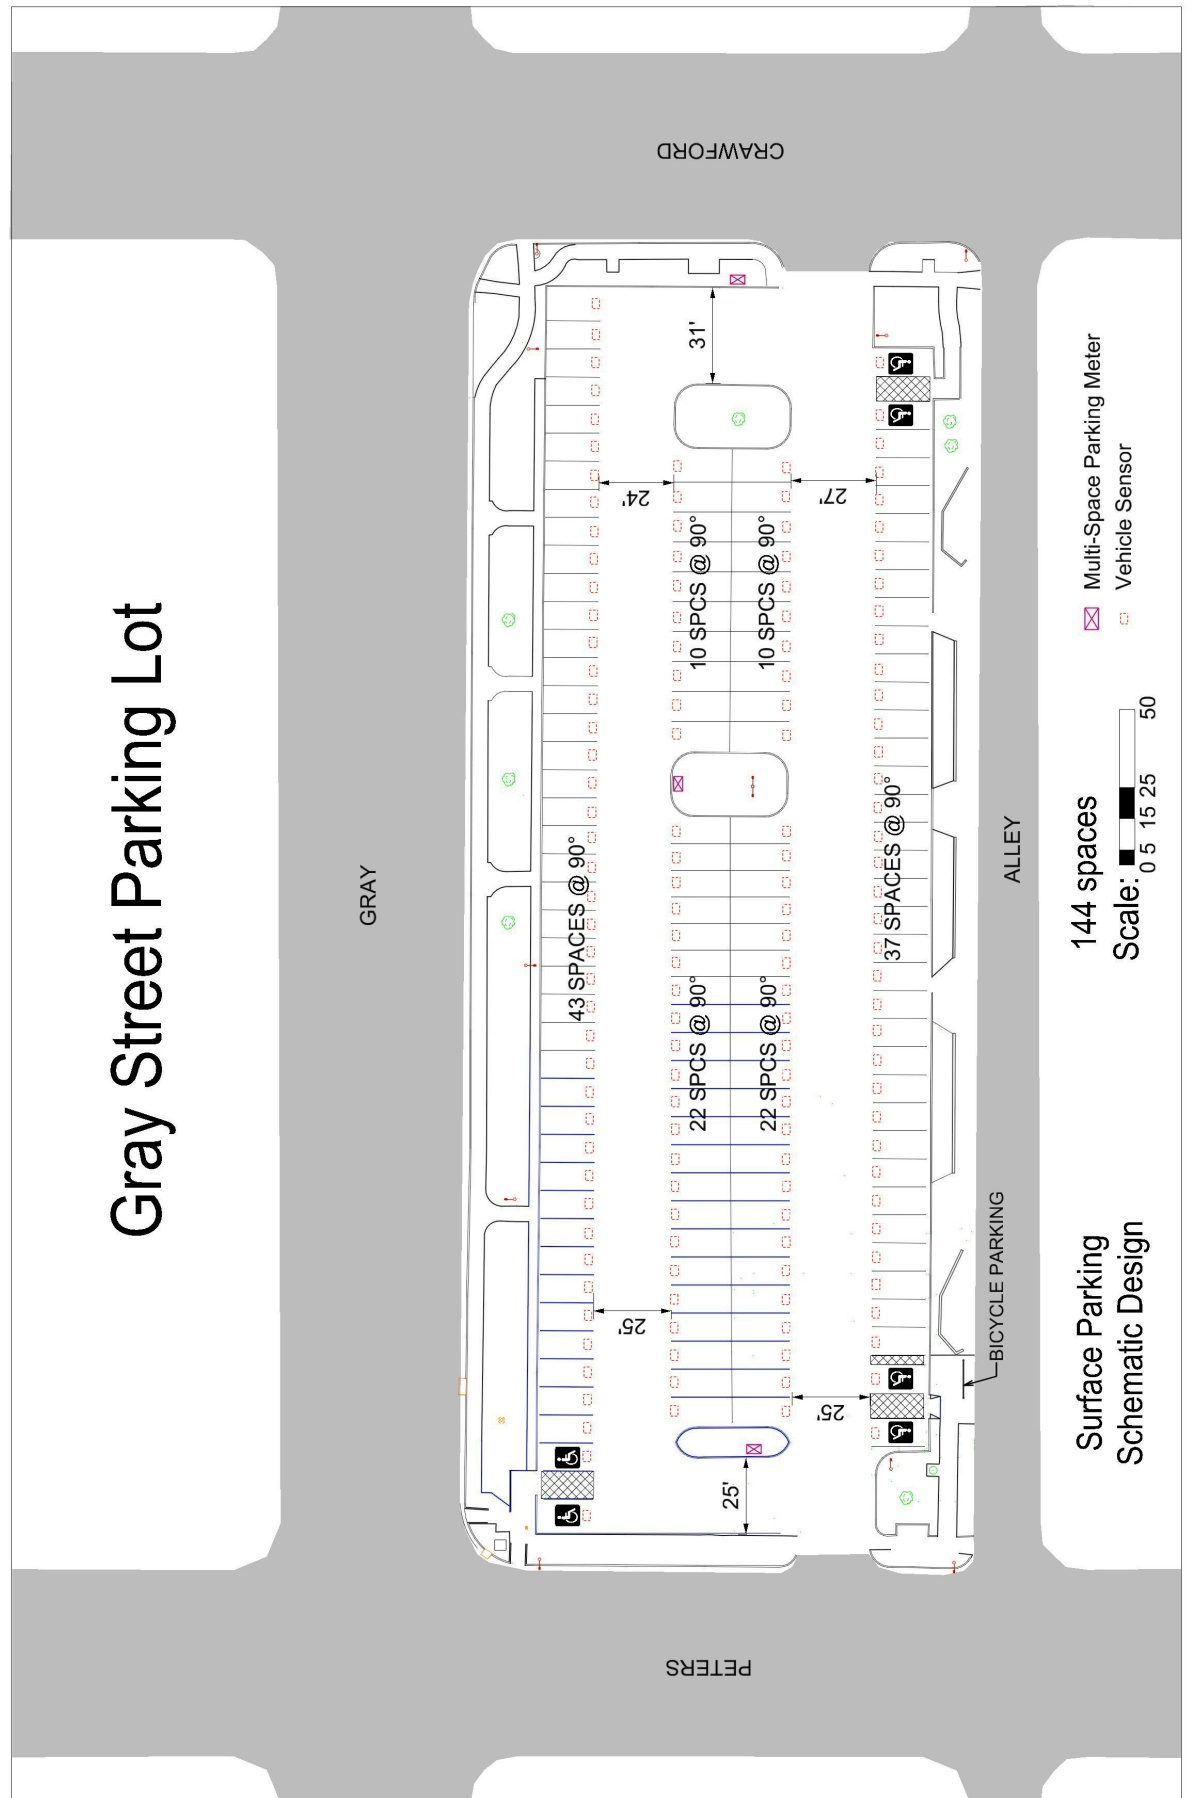 Gray Street Parking Lot
GRAY
CRAWFORD
PETERS
ALLEY
43 SPACES @ 90°
22 SPCS @ 90°
10 SPCS @ 90°
22 SPCS @ 90°
10 SPCS @ 90°
37 SPACES @ 90°
25'
24'
31'
25'
25'
27'
BICYCLE PARKING
Surface Parking
Schematic Design
144 spaces
Scale:
0 5 15 25 50
Multi-Space Parking Meter
Vehicle Sensor